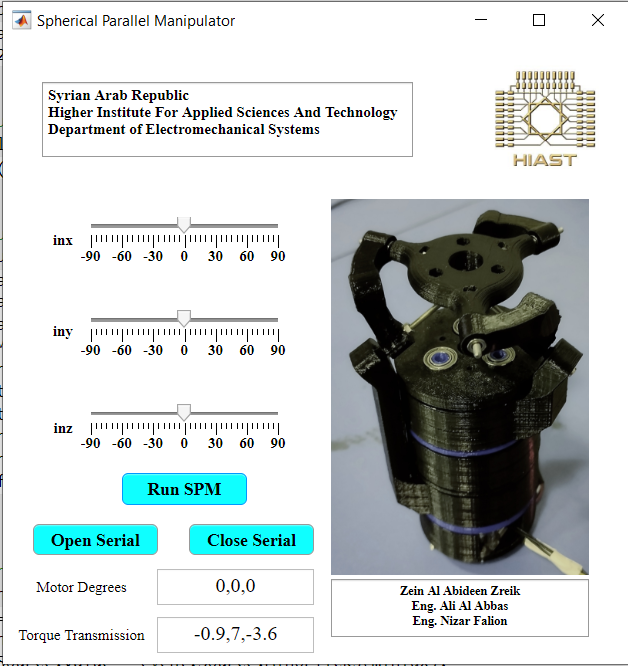 Spherical Parallel Manipulator
Syrian Arab Republic
Higher Institute For Applied Sciences And Technology
Department of Electromechanical Systems
HIAST
inx
-90 -60 -30 0 30 60 90
iny
-90 -60 -30 0 30 60 90
inz
-90 -60 -30 0 30 60 90
Run SPM
Open Serial Close Serial
Motor Degrees 0,0,0
Torque Transmission -0.9,7,-3.6
Zein Al Abideen Zreik
Eng. Ali Al Abbas
Eng. Nizar Falion